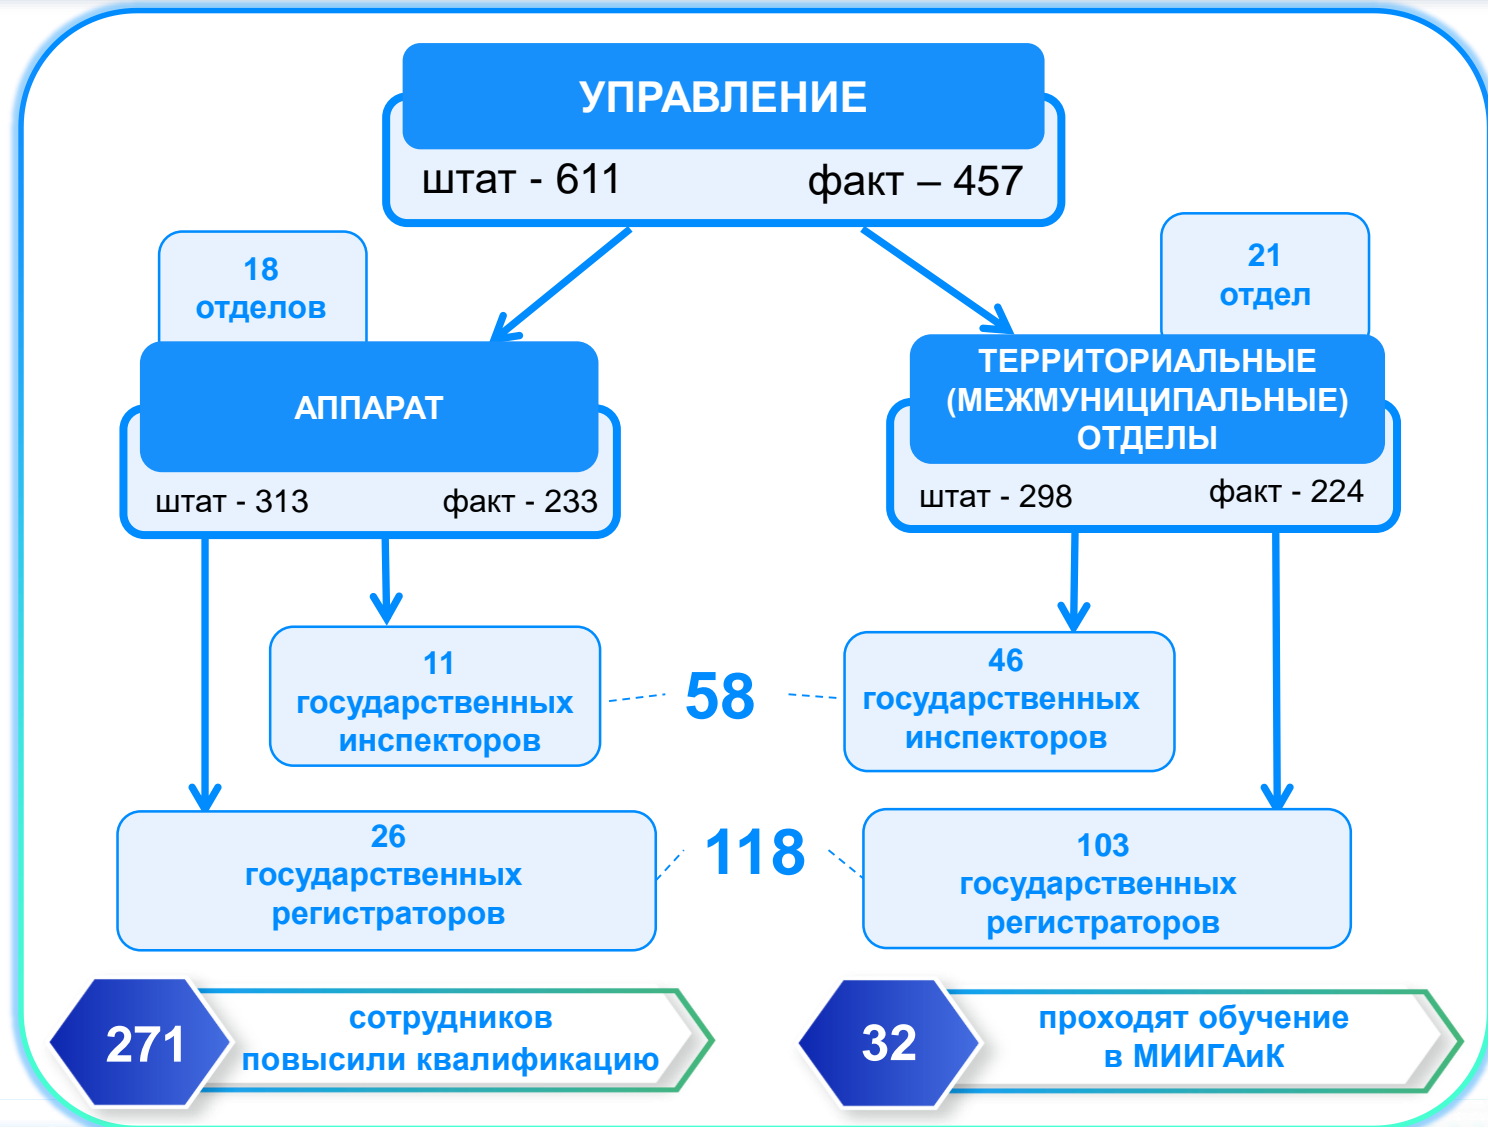 УПРАВЛЕНИЕ
штат - 611 факт – 457
18
отделов
21
отдел
АППАРАТ
штат - 313 факт - 233
ТЕРРИТОРИАЛЬНЫЕ
(МЕЖМУНИЦИПАЛЬНЫЕ)
ОТДЕЛЫ
штат - 298 факт - 224
11
государственных
инспекторов
58
46
государственных
инспекторов
26
государственных
регистраторов
118
103
государственных
регистраторов
271
сотрудников
повысили квалификацию
32
проходят обучение
в МИИГАиК